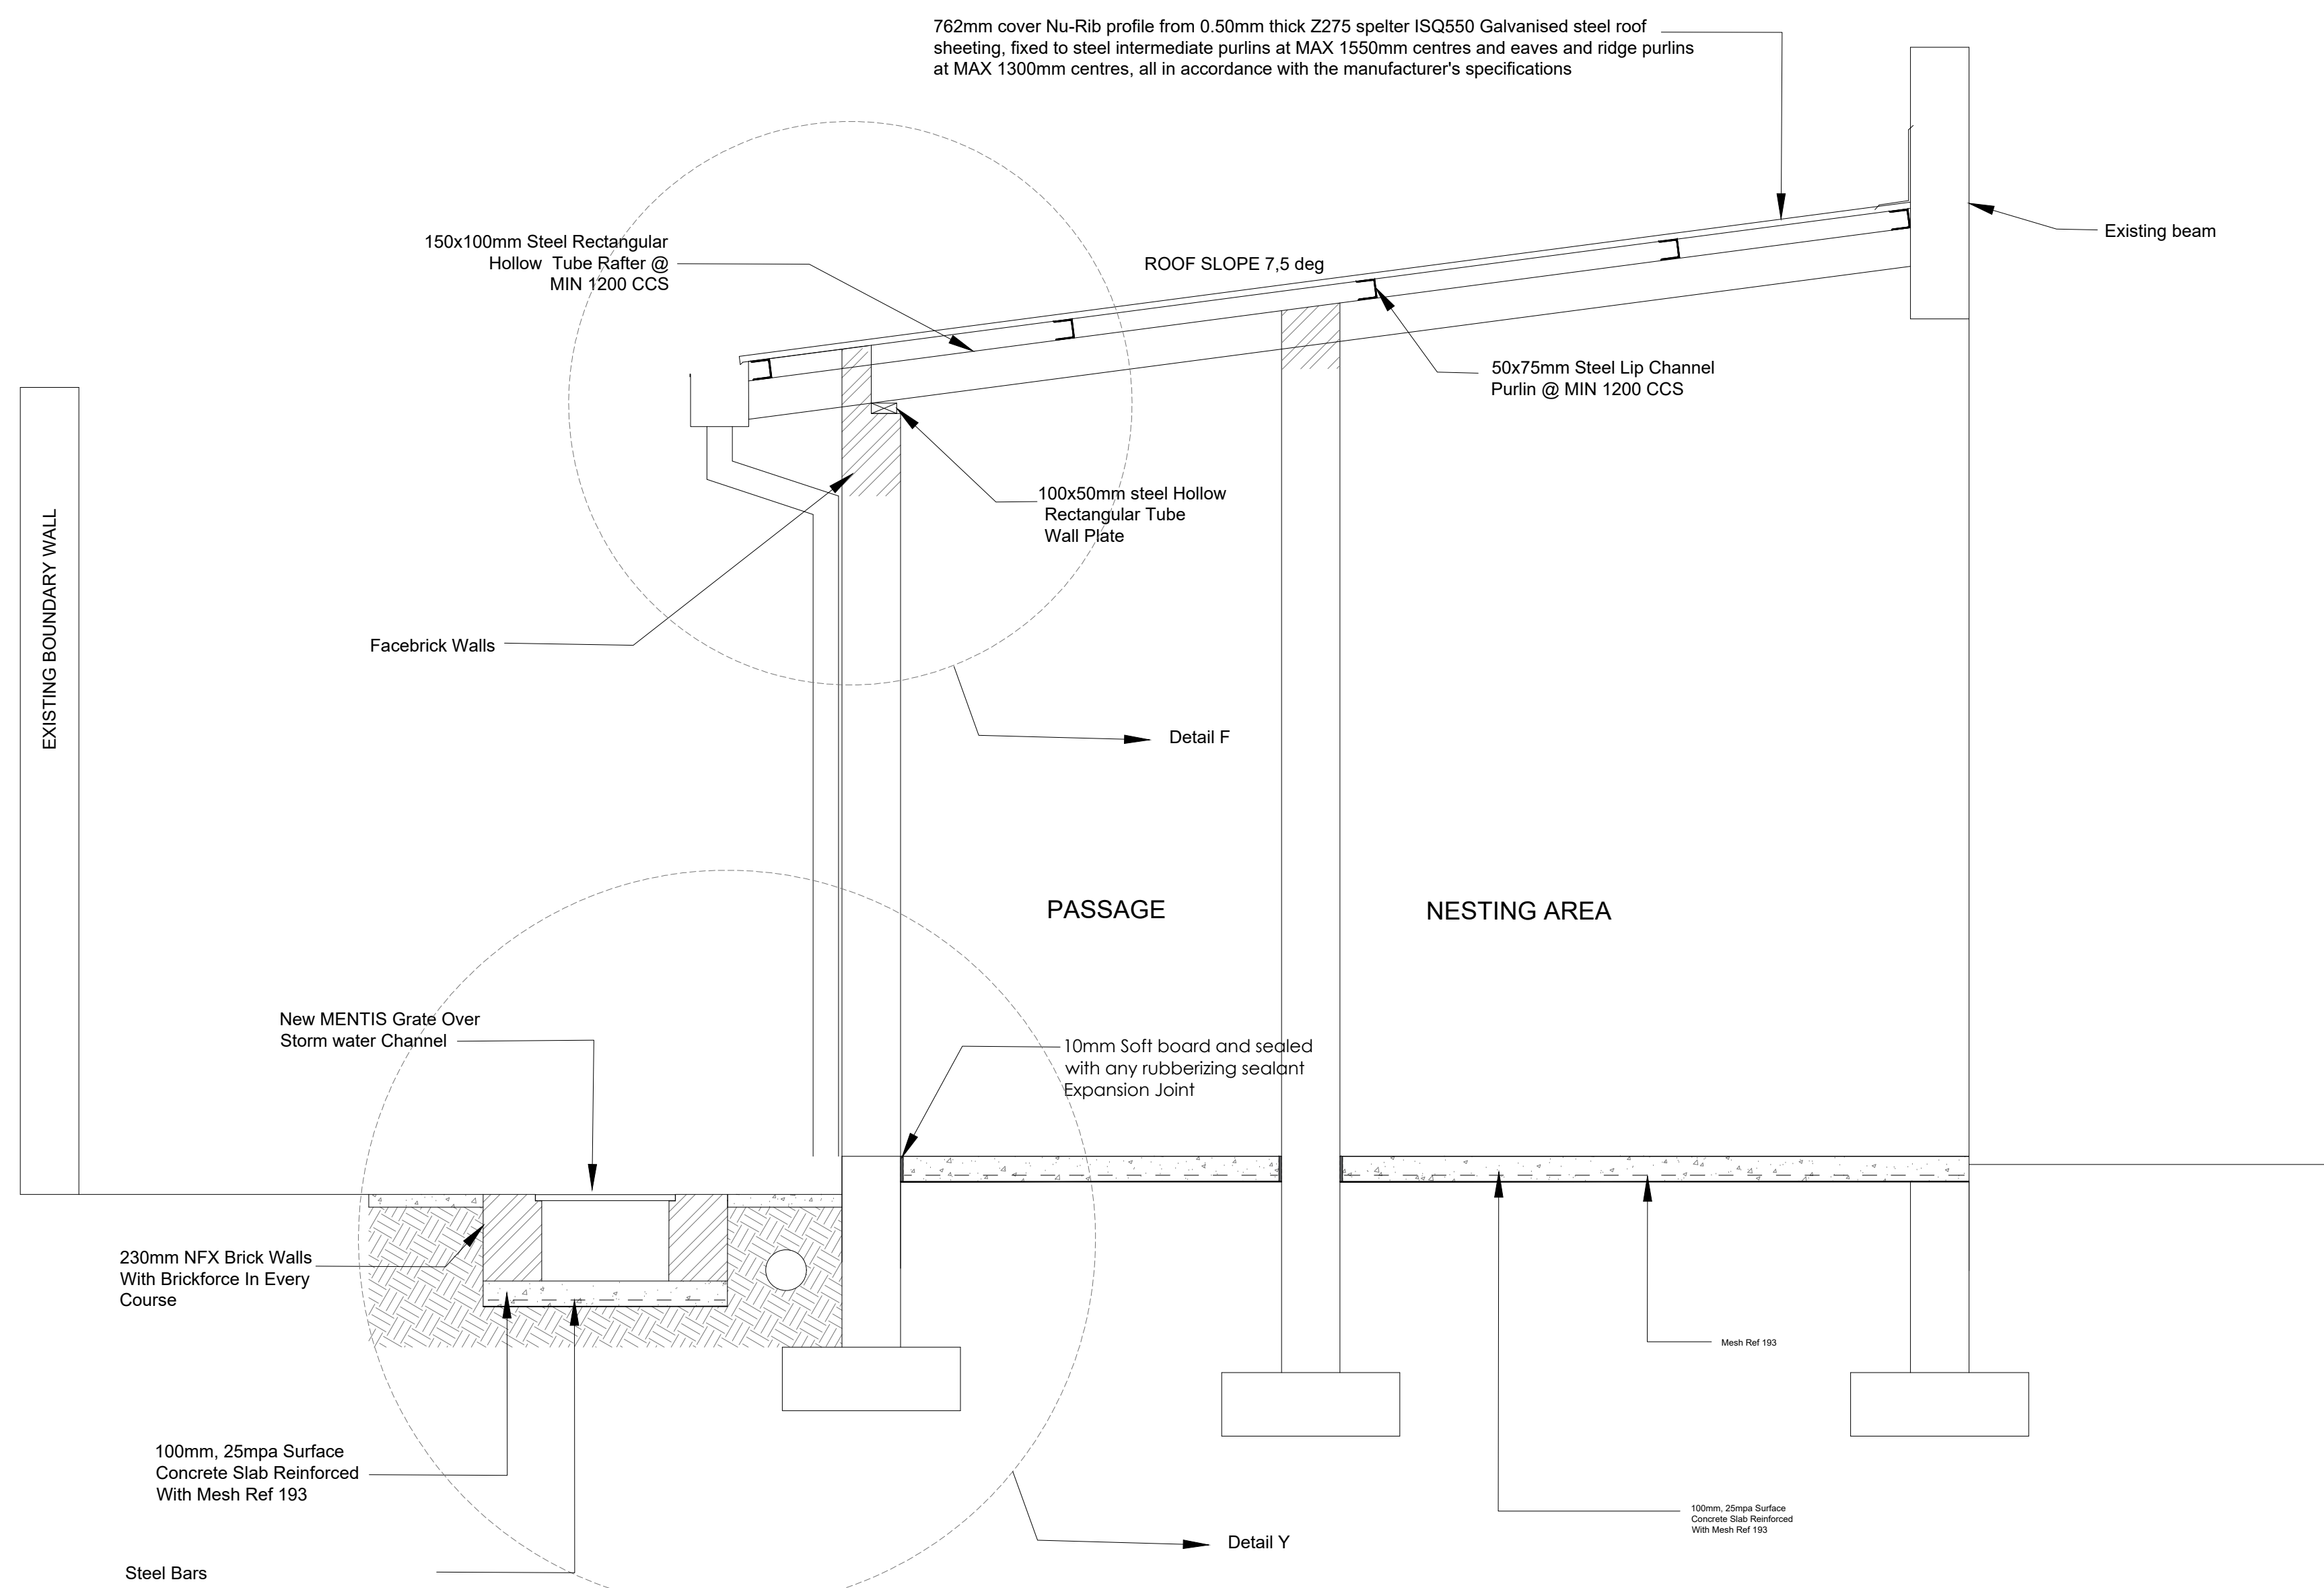 762mm cover Nu-Rib profile from 0.50mm thick Z275 spelter ISQ550 Galvanised steel roof
sheeting, fixed to steel intermediate purlins at MAX 1550mm centres and eaves and ridge purlins
at MAX 1300mm centres, all in accordance with the manufacturer's specifications
150x100mm Steel Rectangular
Hollow Tube Rafter @
MIN 1200 CCS
ROOF SLOPE 7,5 deg
Existing beam
50x75mm Steel Lip Channel
Purlin @ MIN 1200 CCS
100x50mm steel Hollow
Rectangular Tube
Wall Plate
EXISTING BOUNDARY WALL
Facebrick Walls
Detail F
PASSAGE
NESTING AREA
New MENTIS Grate Over
Storm water Channel
10mm Soft board and sealed
with any rubberizing sealant
Expansion Joint
230mm NFX Brick Walls
With Brickforce In Every
Course
Mesh Ref 193
100mm, 25mpa Surface
Concrete Slab Reinforced
With Mesh Ref 193
100mm, 25mpa Surface
Concrete Slab Reinforced
With Mesh Ref 193
Detail Y
Steel Bars